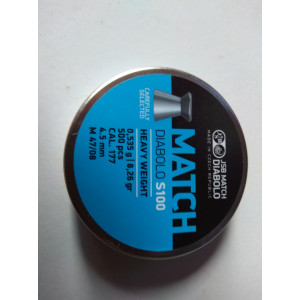 CAREFULLY
SELECTED
MATCH
DIABOLO S100
HEAVY WEIGHT
0,535 g | 8,26 gr
500 pcs
CAL. 177
4.5 mm
M 47/08
JSB MATCH
DIABOLO
MADE IN CZECH REPUBLIC